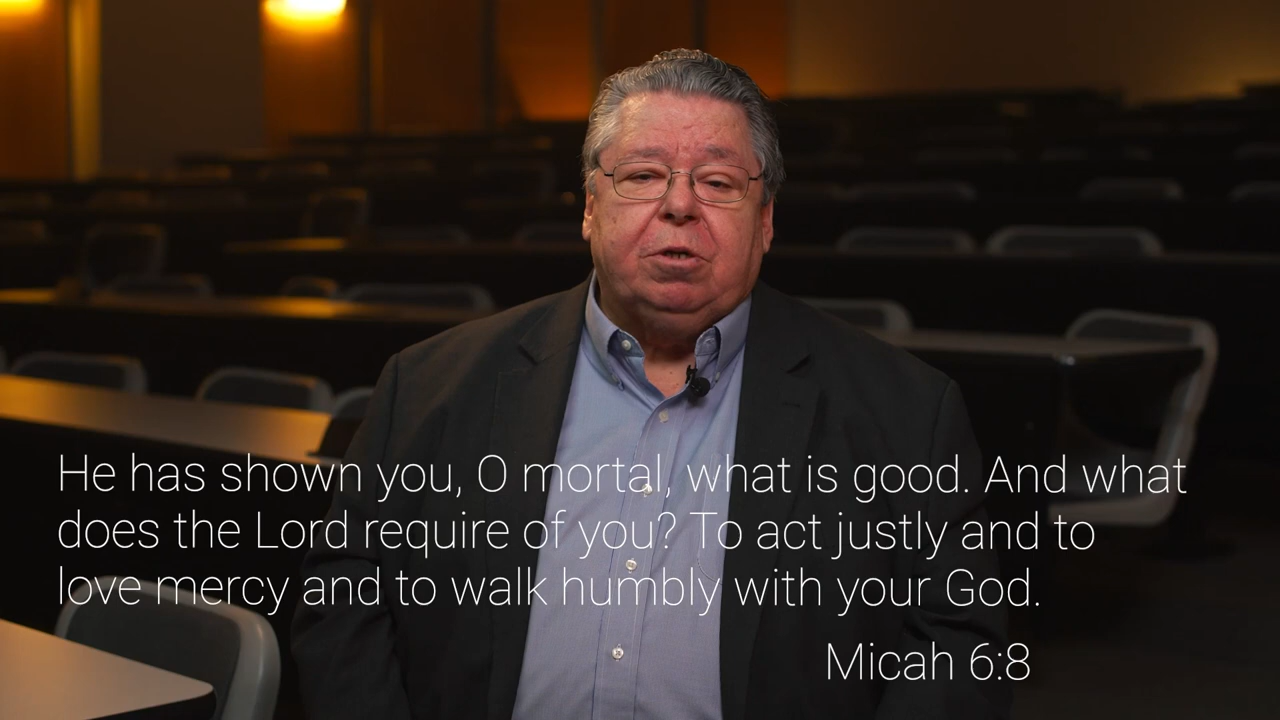 He has shown you, O mortal, what is good. And what
does the Lord require of you? To act justly and to
love mercy and to walk humbly with your God.
Micah 6:8